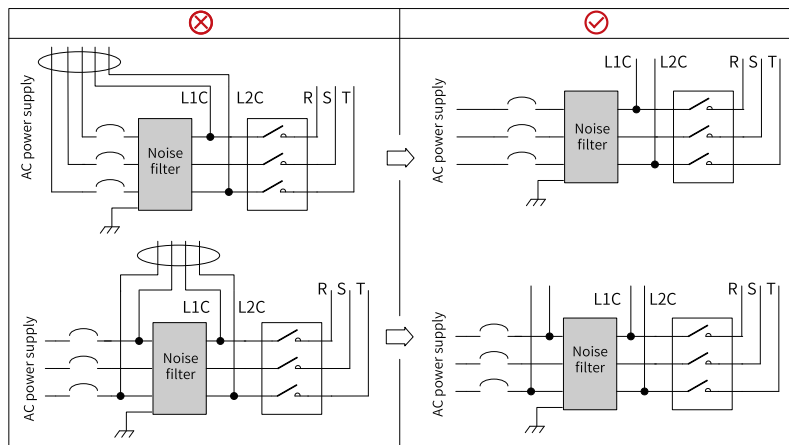 AC power supply
L1C L2C R S T
Noise
filter
L1C L2C R S T
AC power supply
Noise
filter
L1C L2C R S T
AC power supply
Noise
filter
L1C L2C R S T
AC power supply
Noise
filter